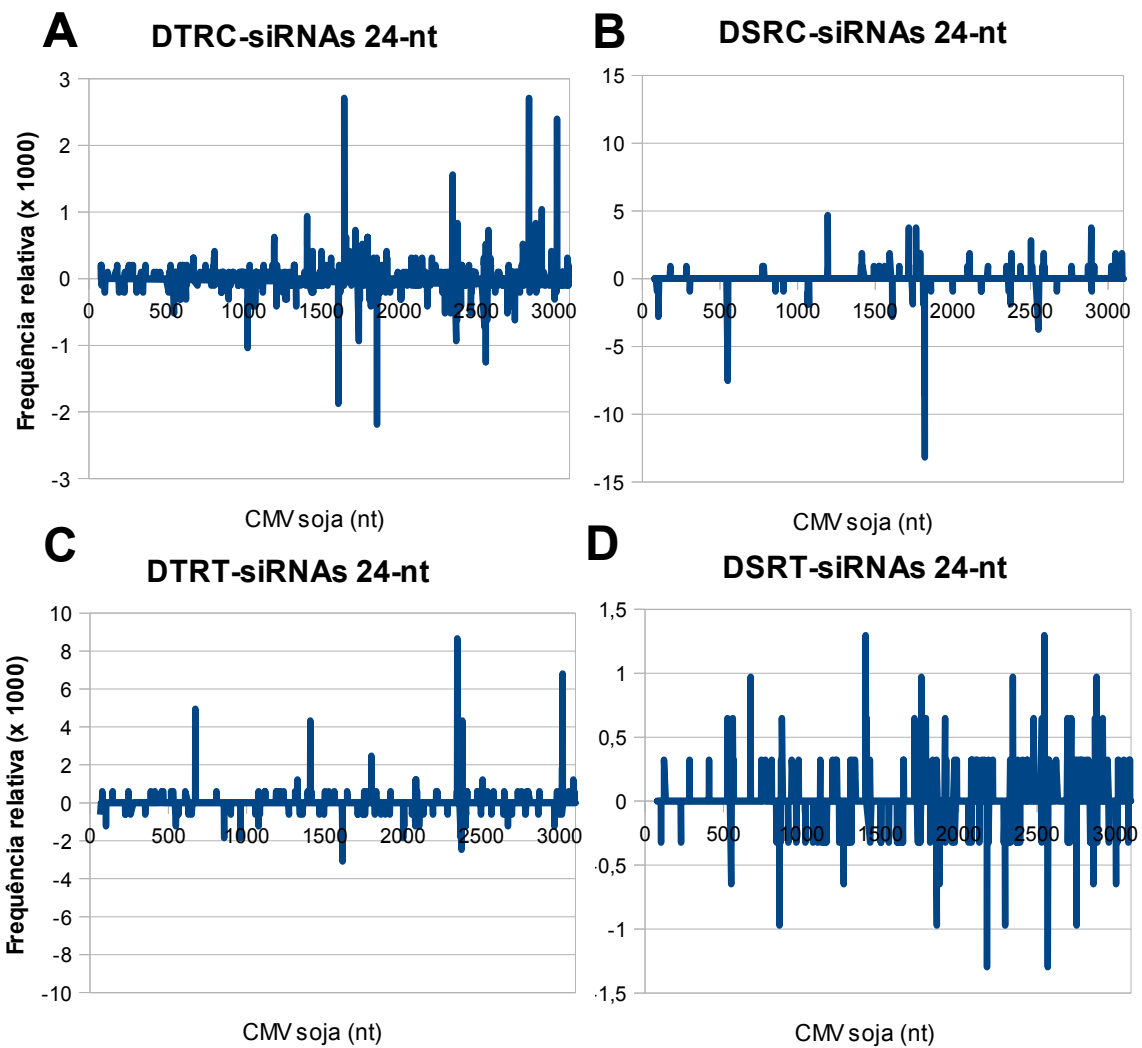 A
DTRC-siRNAs 24-nt
Frequência relativa (x 1000)
3
2
1
0
-1
-2
-3
0 500 1000 1500 2000 2500 3000
CMV soja (nt)
B
DSRC-siRNAs 24-nt
15
10
5
0
-5
-10
-15
0 500 1000 1500 2000 2500 3000
CMV soja (nt)
C
DTRT-siRNAs 24-nt
Frequência relativa (x 1000)
10
8
6
4
2
0
-2
-4
-6
-8
-10
0 500 1000 1500 2000 2500 3000
CMV soja (nt)
D
DSRT-siRNAs 24-nt
1,5
1
0,5
0
-0,5
-1
-1,5
0 500 1000 1500 2000 2500 3000
CMV soja (nt)